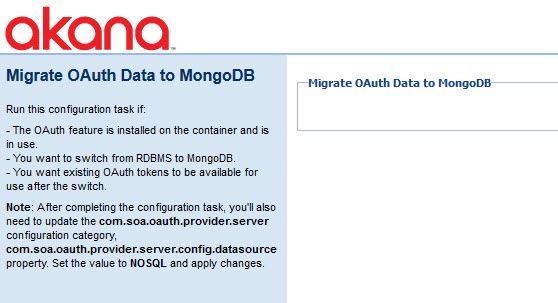 akana™
Migrate OAuth Data to MongoDB
Run this configuration task if:
- The OAuth feature is installed on the container and is
in use.
- You want to switch from RDBMS to MongoDB.
- You want existing OAuth tokens to be available for
use after the switch.
Note: After completing the configuration task, you'll also
need to update the com.soa.oauth.provider.server
configuration category,
com.soa.oauth.provider.server.config.datasource
property. Set the value to NOSQL and apply changes.
Migrate OAuth Data to MongoDB